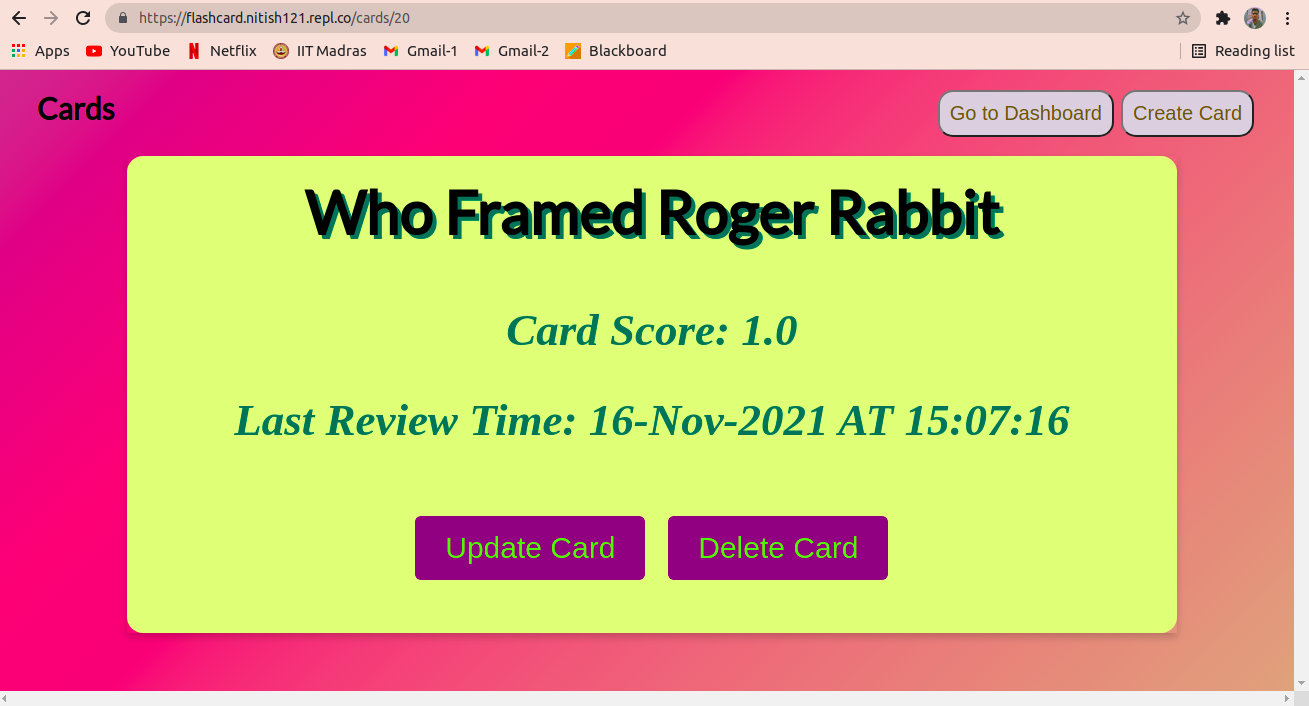 https://flashcard.nitish121.repl.co/cards/20
Apps YouTube Netflix IIT Madras Gmail-1 Gmail-2 Blackboard Reading list
Cards Go to Dashboard Create Card
Who Framed Roger Rabbit
Card Score: 1.0
Last Review Time: 16-Nov-2021 AT 15:07:16
Update Card Delete Card